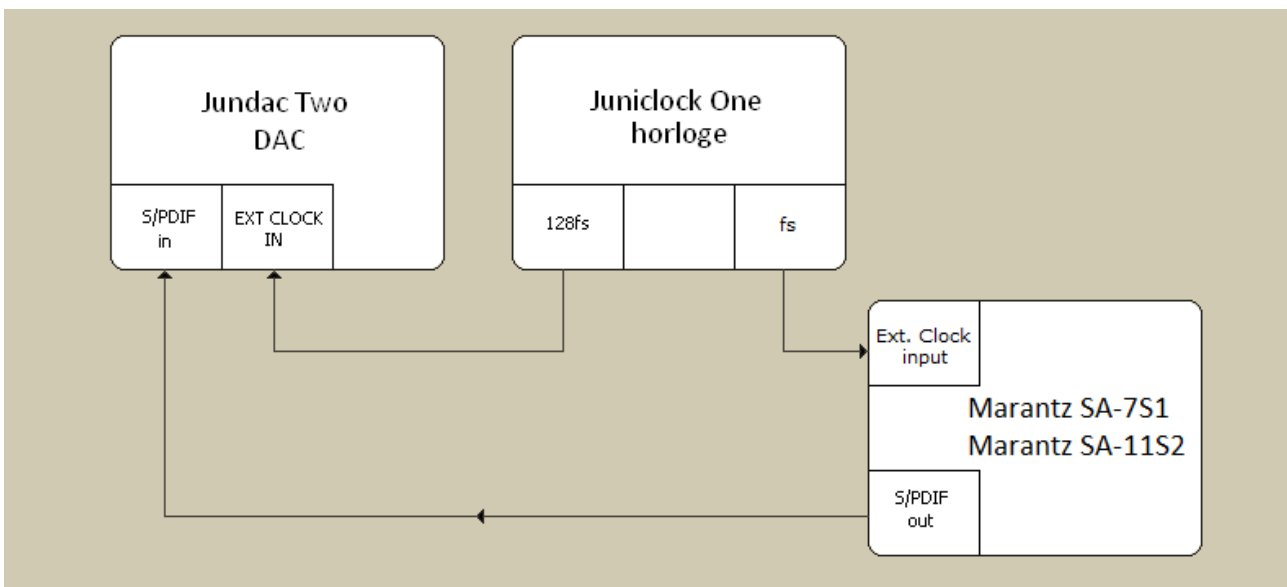 Jundac Two
DAC
S/PDIF
in
EXT CLOCK
IN
Juniclock One
horloge
128fs
fs
Ext. Clock
input
Marantz SA-7S1
Marantz SA-11S2
S/PDIF
out